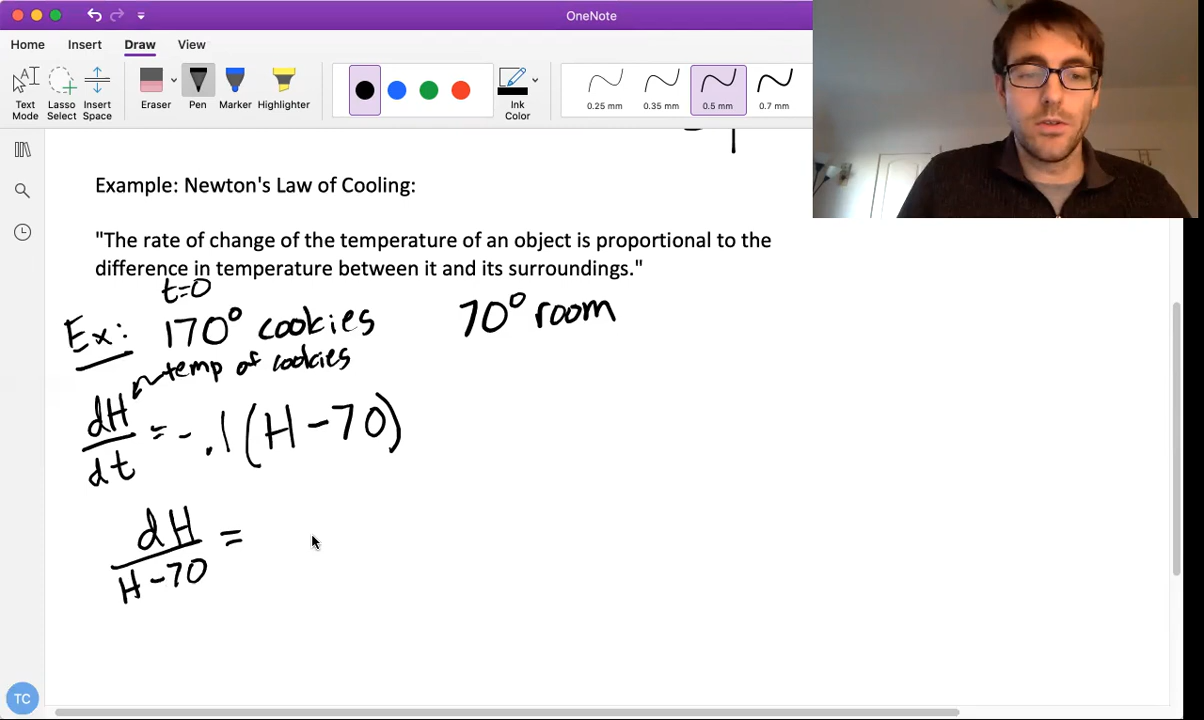 OneNote
Home Insert Draw View
Text Mode Lasso Select Insert Space Eraser Pen Marker Highlighter Ink Color 0.25 mm 0.35 mm 0.5 mm 0.7 mm
Example: Newton's Law of Cooling:
"The rate of change of the temperature of an object is proportional to the
difference in temperature between it and its surroundings."
t=0
Ex: 170° cookies 70° room
temp of cookies
dH/dt = -.1(H-70)
dH/H-70 =
TC